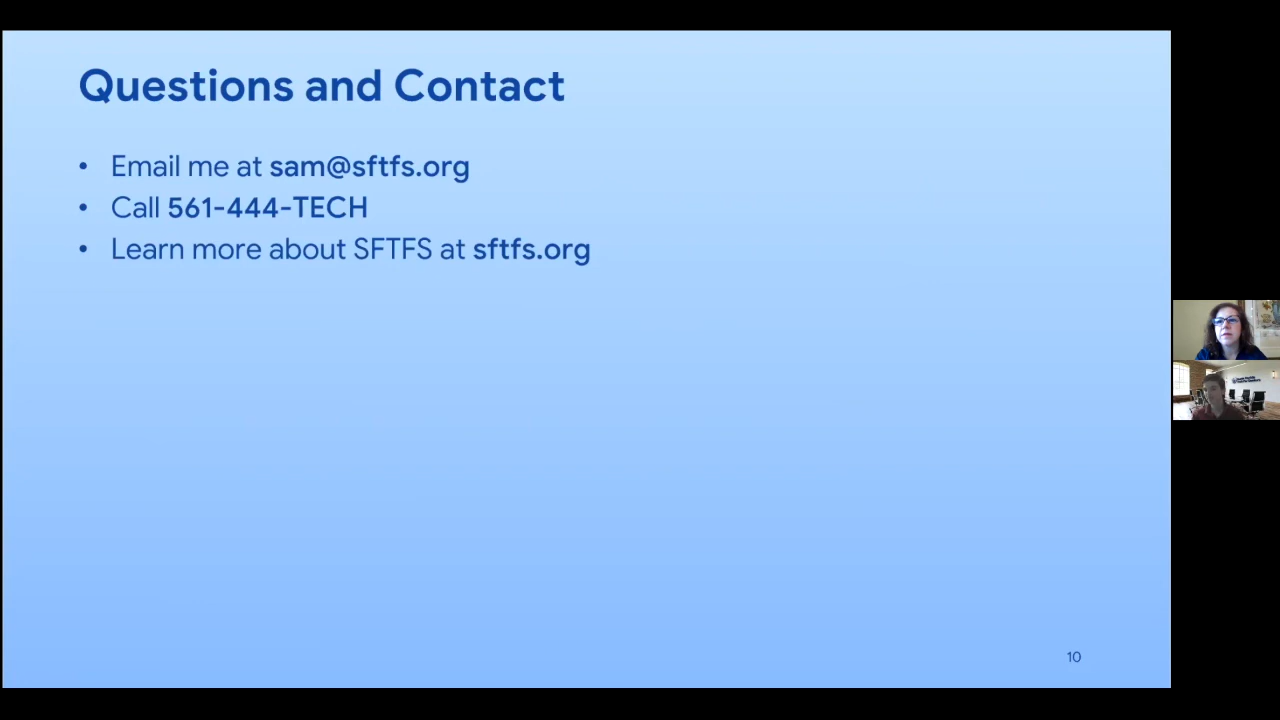 Questions and Contact
• Email me at sam@sftfs.org
• Call 561-444-TECH
• Learn more about SFTFS at sftfs.org
10